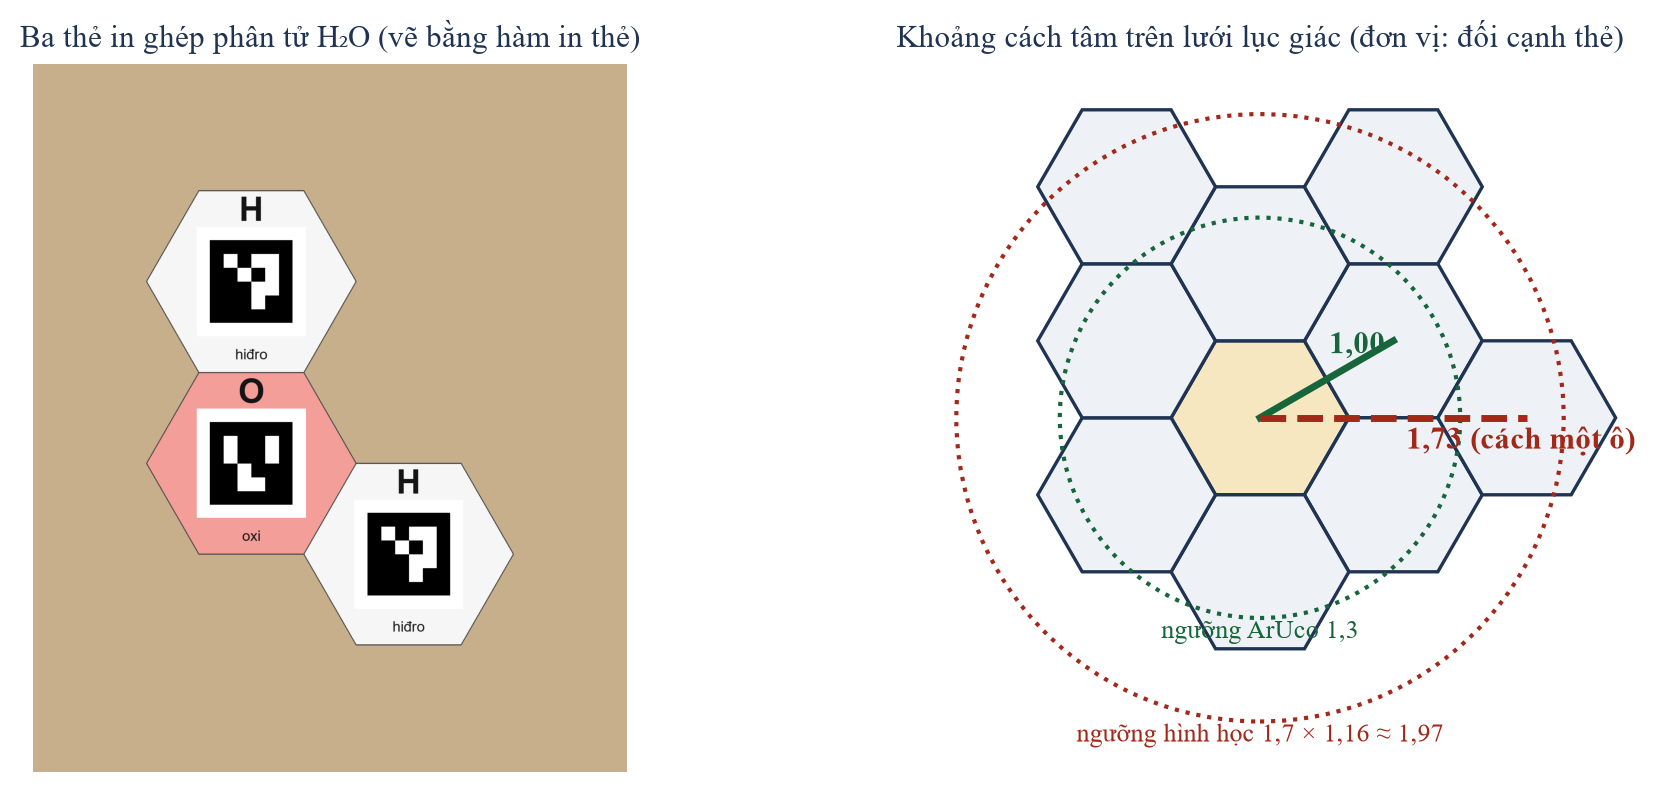 Ba thẻ in ghép phân tử H₂O (vẽ bằng hàm in thẻ)
H
hiđro
O
oxi
H
hiđro
Khoảng cách tâm trên lưới lục giác (đơn vị: đối cạnh thẻ)
1,00
1,73 (cách một ô)
ngưỡng ArUco 1,3
ngưỡng hình học 1,7 × 1,16 ≈ 1,97